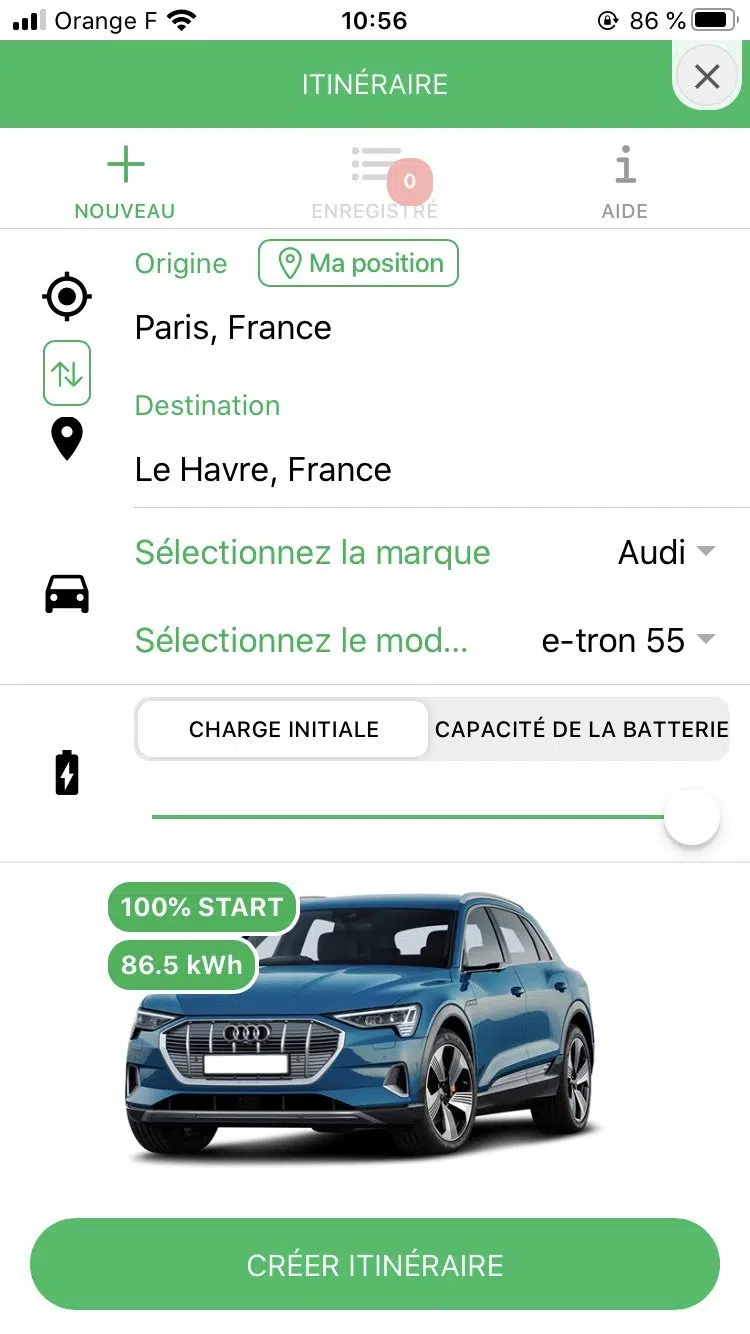 Orange F 10:56 86 %
ITINÉRAIRE
NOUVEAU
0
ENREGISTRÉ
AIDE
Origine
Ma position
Paris, France
Destination
Le Havre, France
Sélectionnez la marque Audi
Sélectionnez le mod... e-tron 55
CHARGE INITIALE CAPACITÉ DE LA BATTERIE
100% START
86.5 kWh
CRÉER ITINÉRAIRE